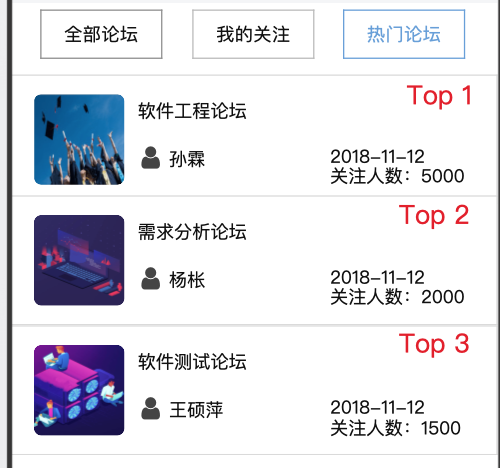 全部论坛 我的关注 热门论坛
Top 1
软件工程论坛
孙霖 2018-11-12
关注人数：5000
Top 2
需求分析论坛
杨枨 2018-11-12
关注人数：2000
Top 3
软件测试论坛
王硕萍 2018-11-12
关注人数：1500